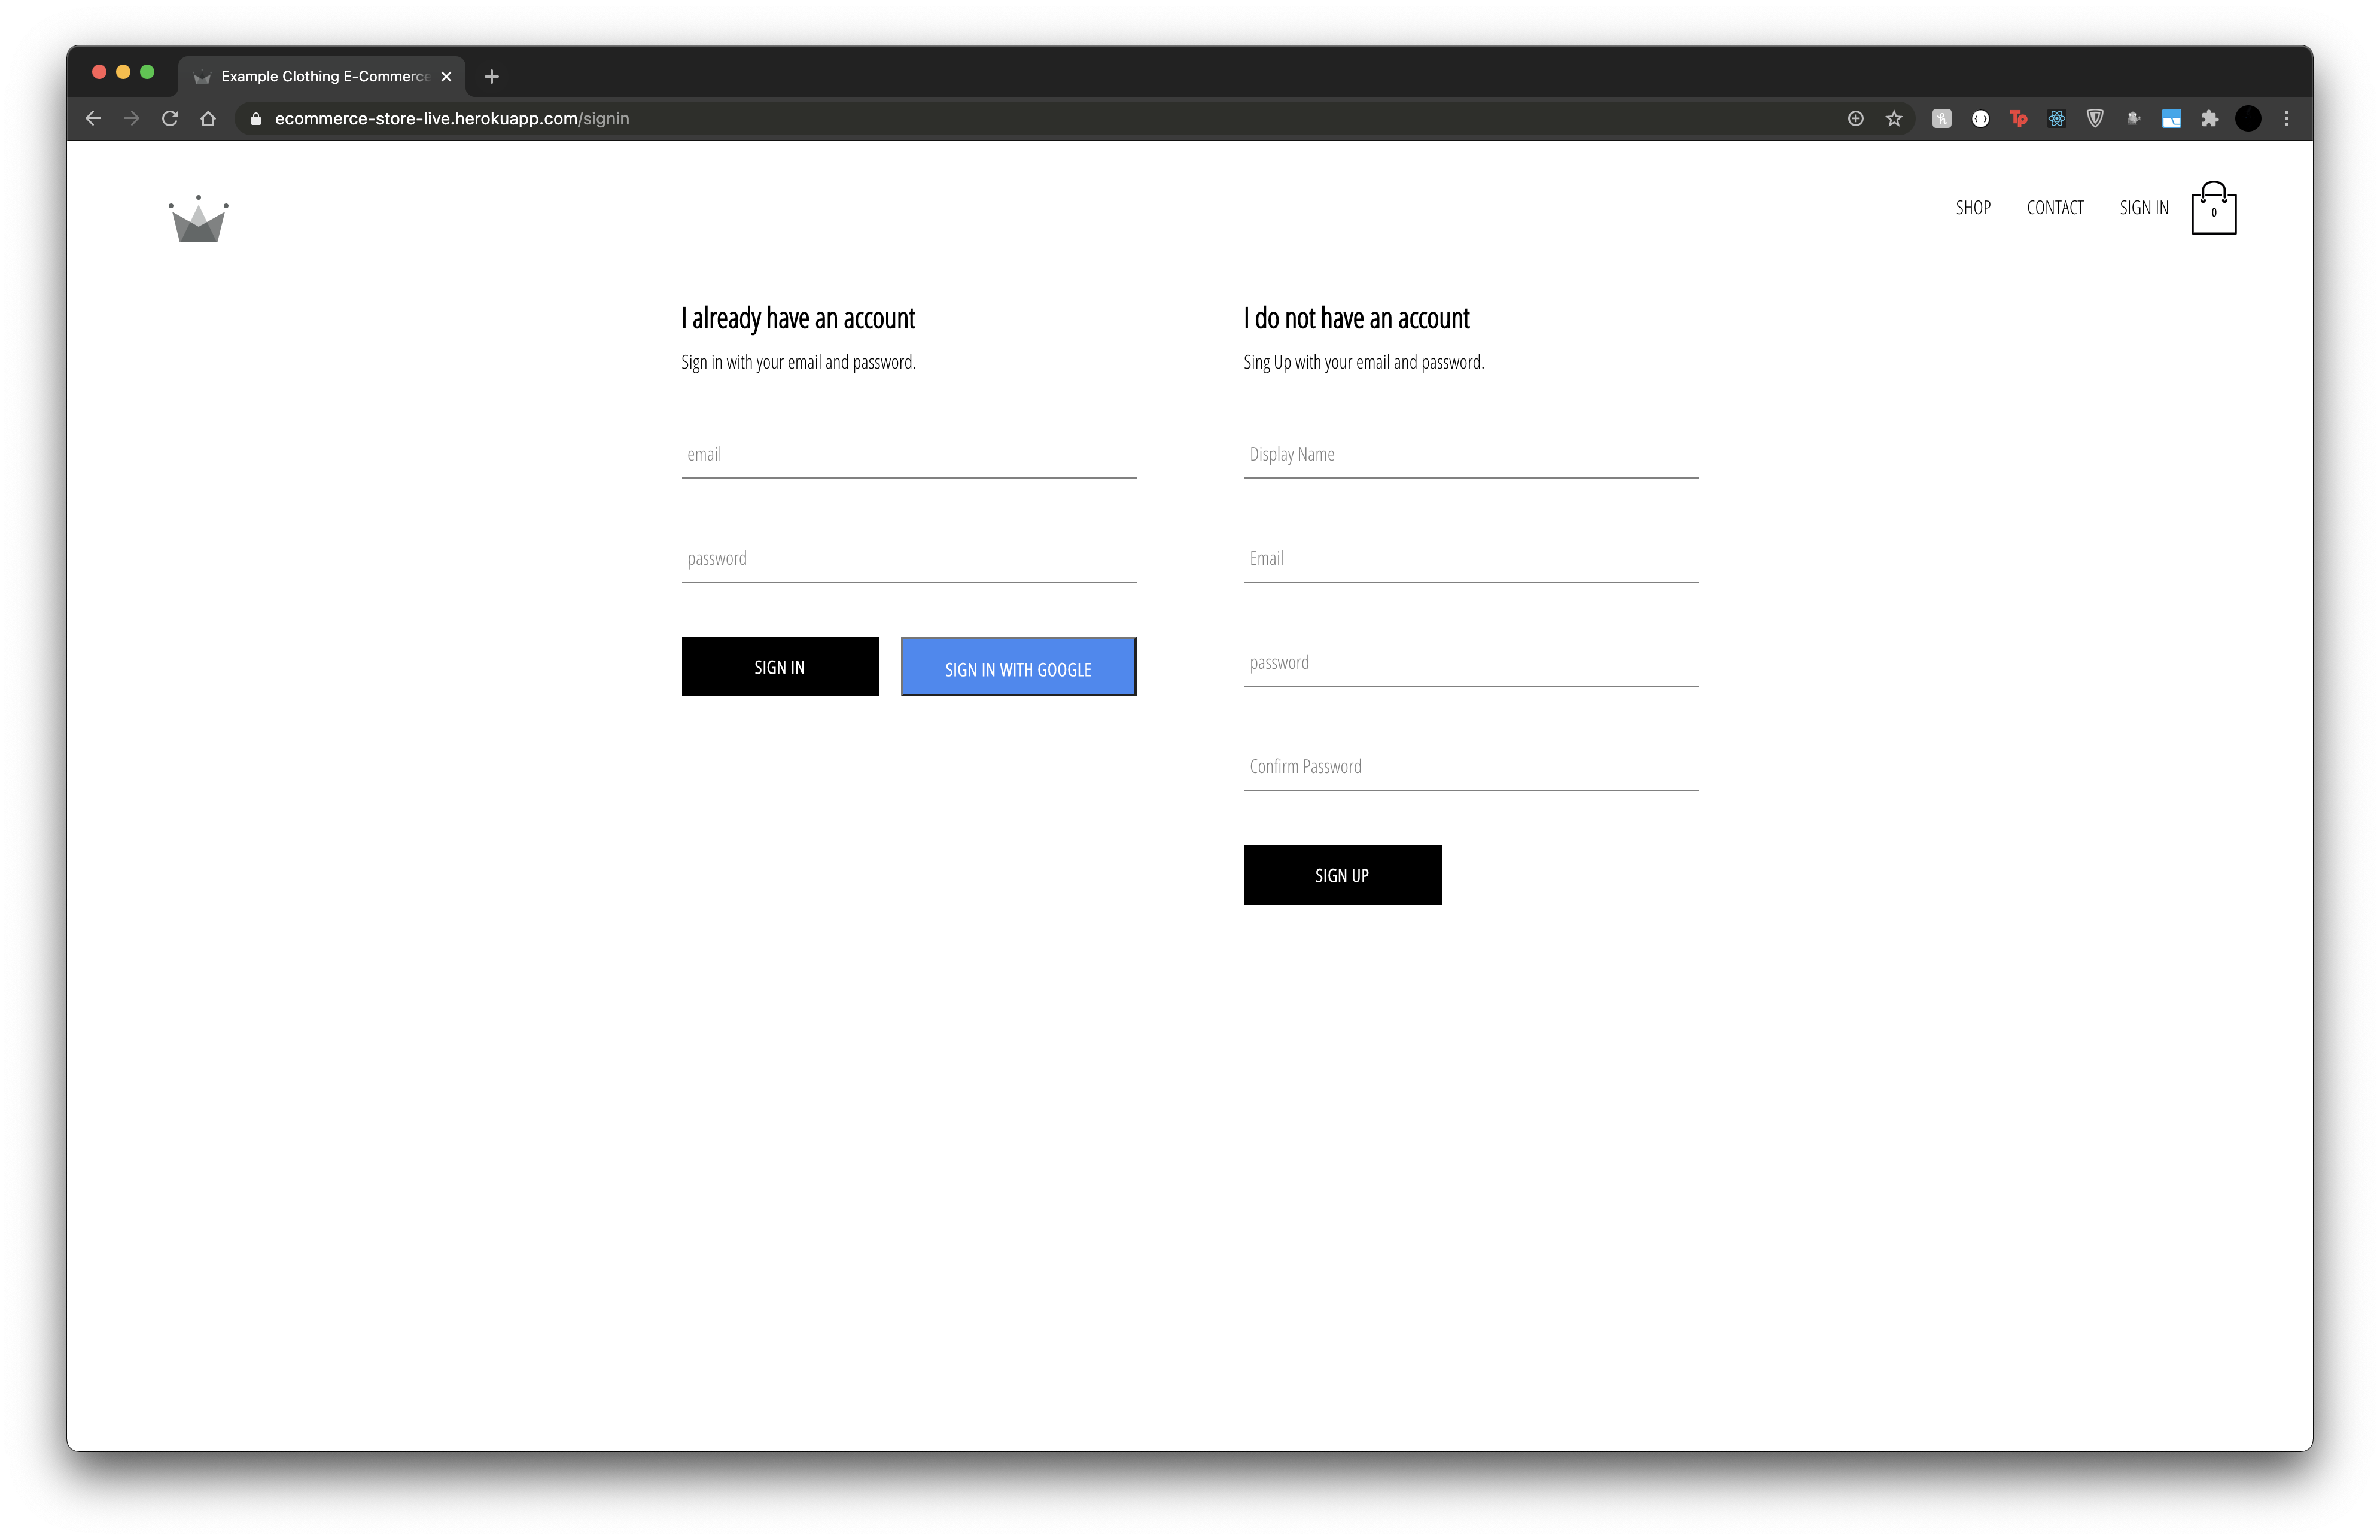 Example Clothing E-Commerce
ecommerce-store-live.herokuapp.com/signin
SHOP
CONTACT
SIGN IN
0
I already have an account
Sign in with your email and password.
email
password
SIGN IN
SIGN IN WITH GOOGLE
I do not have an account
Sing Up with your email and password.
Display Name
Email
password
Confirm Password
SIGN UP